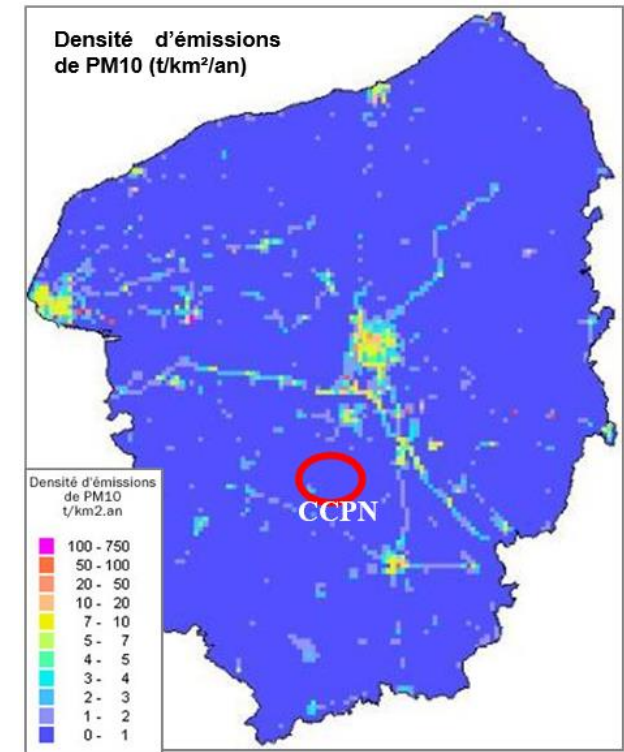 Densité d'émissions
de PM10 (t/km²/an)
CCPN
Densité d'émissions
de PM10
t/km2.an
100 - 750
50 - 100
20 - 50
10 - 20
7 - 10
5 - 7
4 - 5
3 - 4
2 - 3
1 - 2
0 - 1